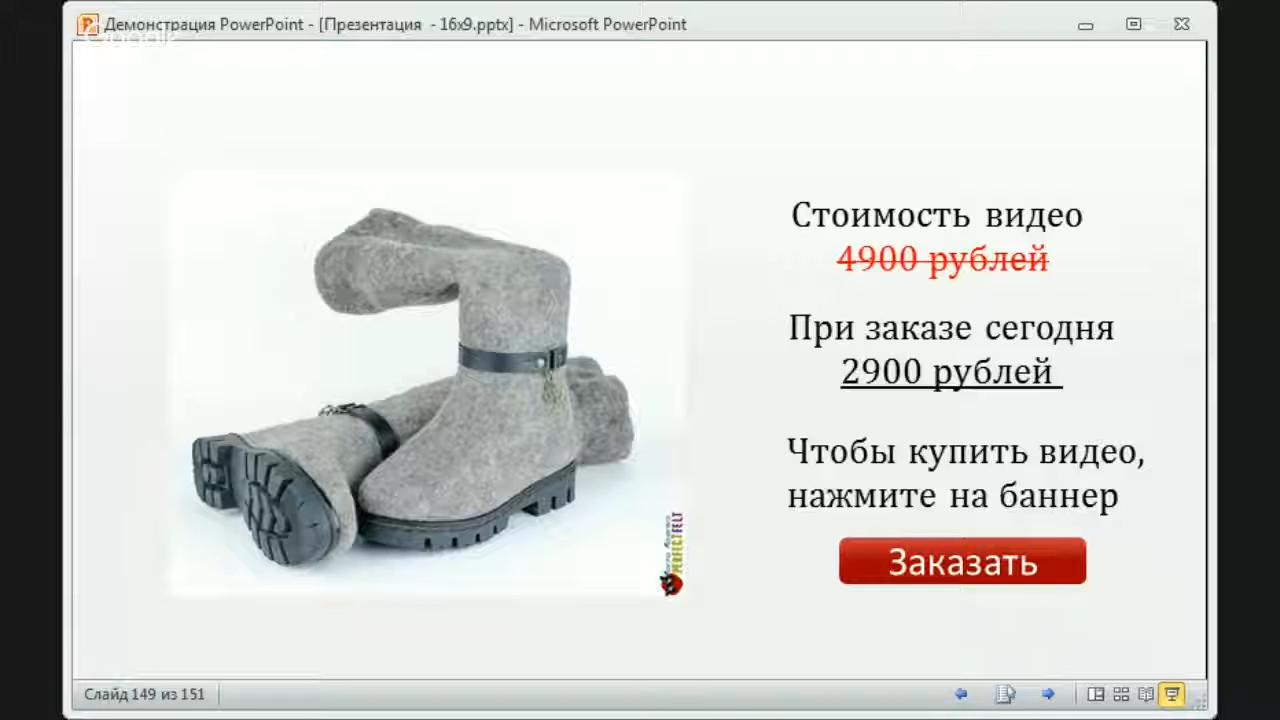 Демонстрация PowerPoint - [Презентация - 16x9.pptx] - Microsoft PowerPoint
Стоимость видео
4900 рублей
При заказе сегодня
2900 рублей
Чтобы купить видео,
нажмите на баннер
Заказать
PERFECTFELT
Слайд 149 из 151